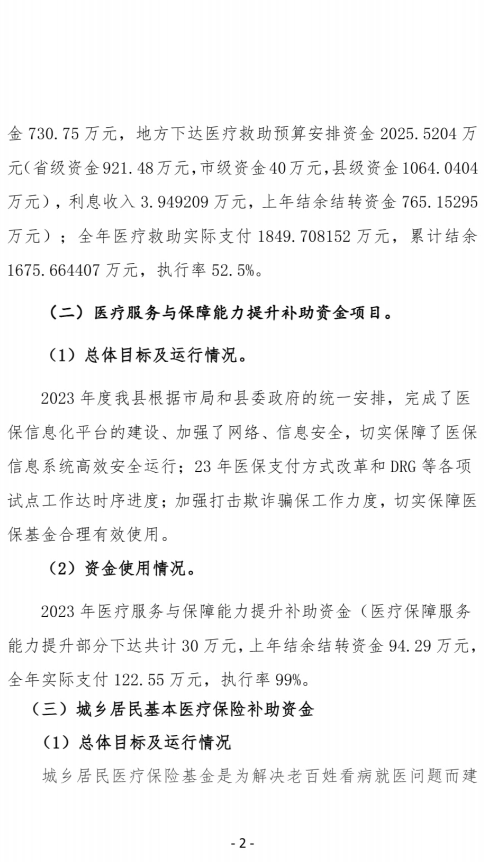 金 730.75 万元，地方下达医疗救助预算安排资金 2025.5204 万
元（省级资金 921.48 万元，市级资金 40 万元，县级资金 1064.0404
万元），利息收入 3.949209 万元，上年结余结转资金 765.15295
万元）；全年医疗救助实际支付 1849.708152 万元，累计结余
1675.664407 万元，执行率 52.5%。
（二）医疗服务与保障能力提升补助资金项目。
（1）总体目标及运行情况。
2023 年度我县根据市局和县委政府的统一安排，完成了医
保信息化平台的建设、加强了网络、信息安全，切实保障了医保
信息系统高效安全运行；23 年医保支付方式改革和 DRG 等各项
试点工作达时序进度；加强打击欺诈骗保工作力度，切实保障医
保基金合理有效使用。
（2）资金使用情况。
2023 年医疗服务与保障能力提升补助资金（医疗保障服务
能力提升部分下达共计 30 万元，上年结余结转资金 94.29 万元，
全年实际支付 122.55 万元，执行率 99%。
（三）城乡居民基本医疗保险补助资金
（1）总体目标及运行情况
城乡居民医疗保险基金是为解决老百姓看病就医问题而建
- 2 -